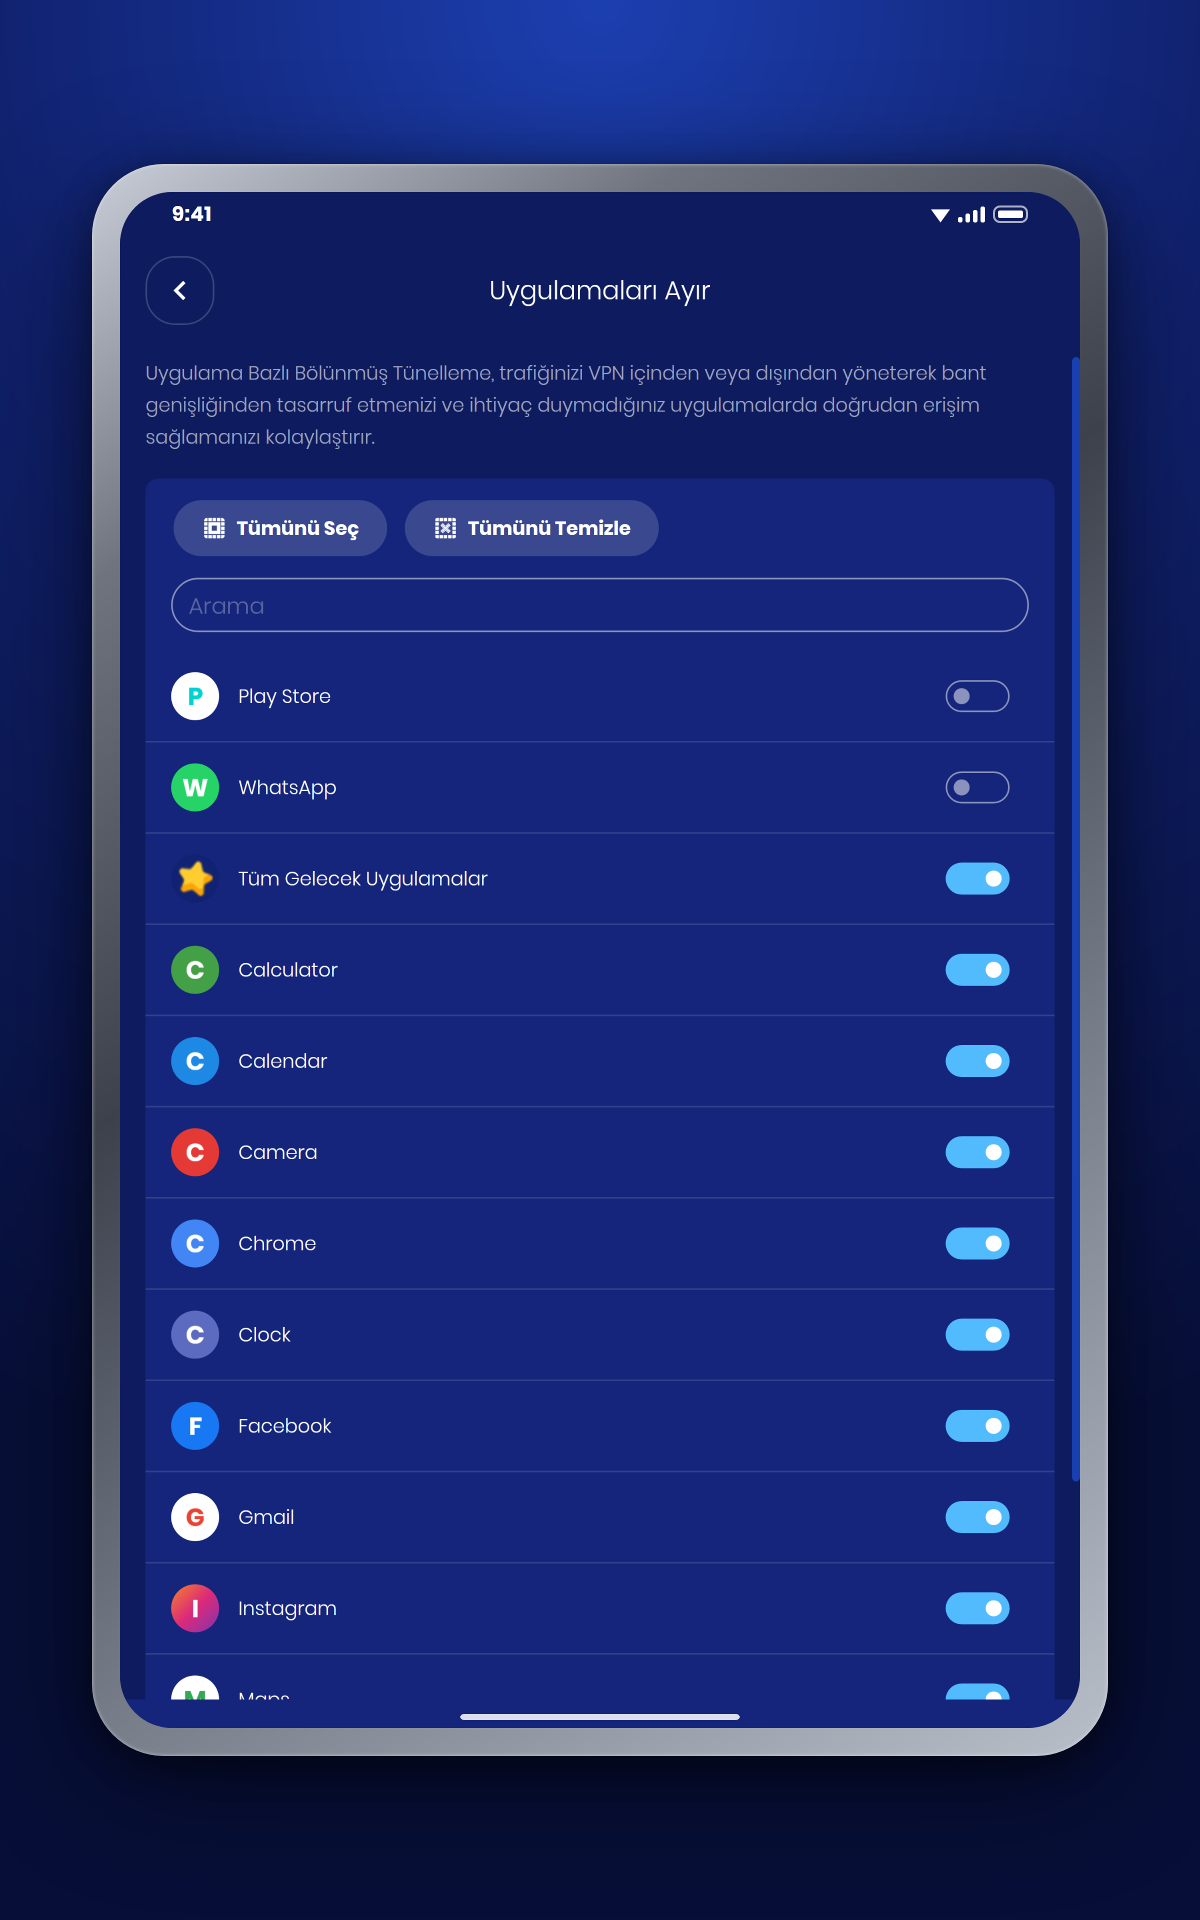 9:41
Uygulamaları Ayır
Uygulama Bazlı Bölünmüş Tünelleme, trafiğinizi VPN içinden veya dışından yöneterek bant
genişliğinden tasarruf etmenizi ve ihtiyaç duymadığınız uygulamalarda doğrudan erişim
sağlamanızı kolaylaştırır.
Tümünü Seç Tümünü Temizle
Arama
P Play Store
W WhatsApp
Tüm Gelecek Uygulamalar
C Calculator
C Calendar
C Camera
C Chrome
C Clock
F Facebook
G Gmail
I Instagram
M Maps